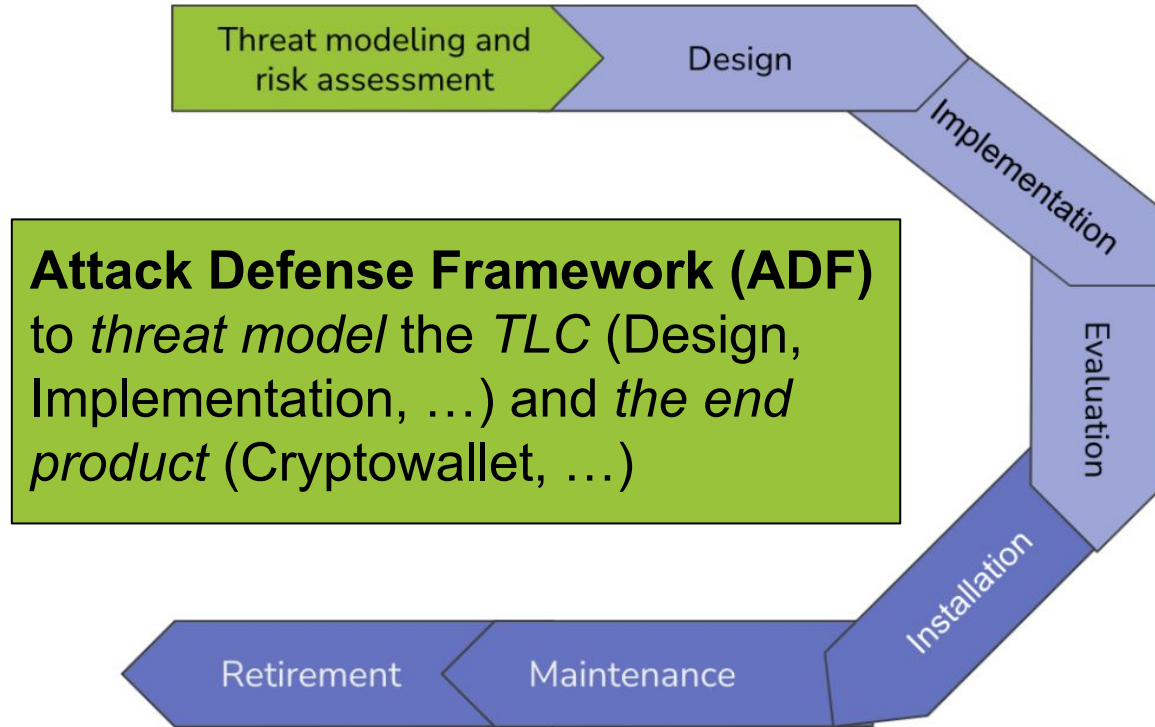 Threat modeling and
risk assessment
Design
Implementation
Evaluation
Installation
Maintenance
Retirement
Attack Defense Framework (ADF)
to threat model the TLC (Design,
Implementation, …) and the end
product (Cryptowallet, …)